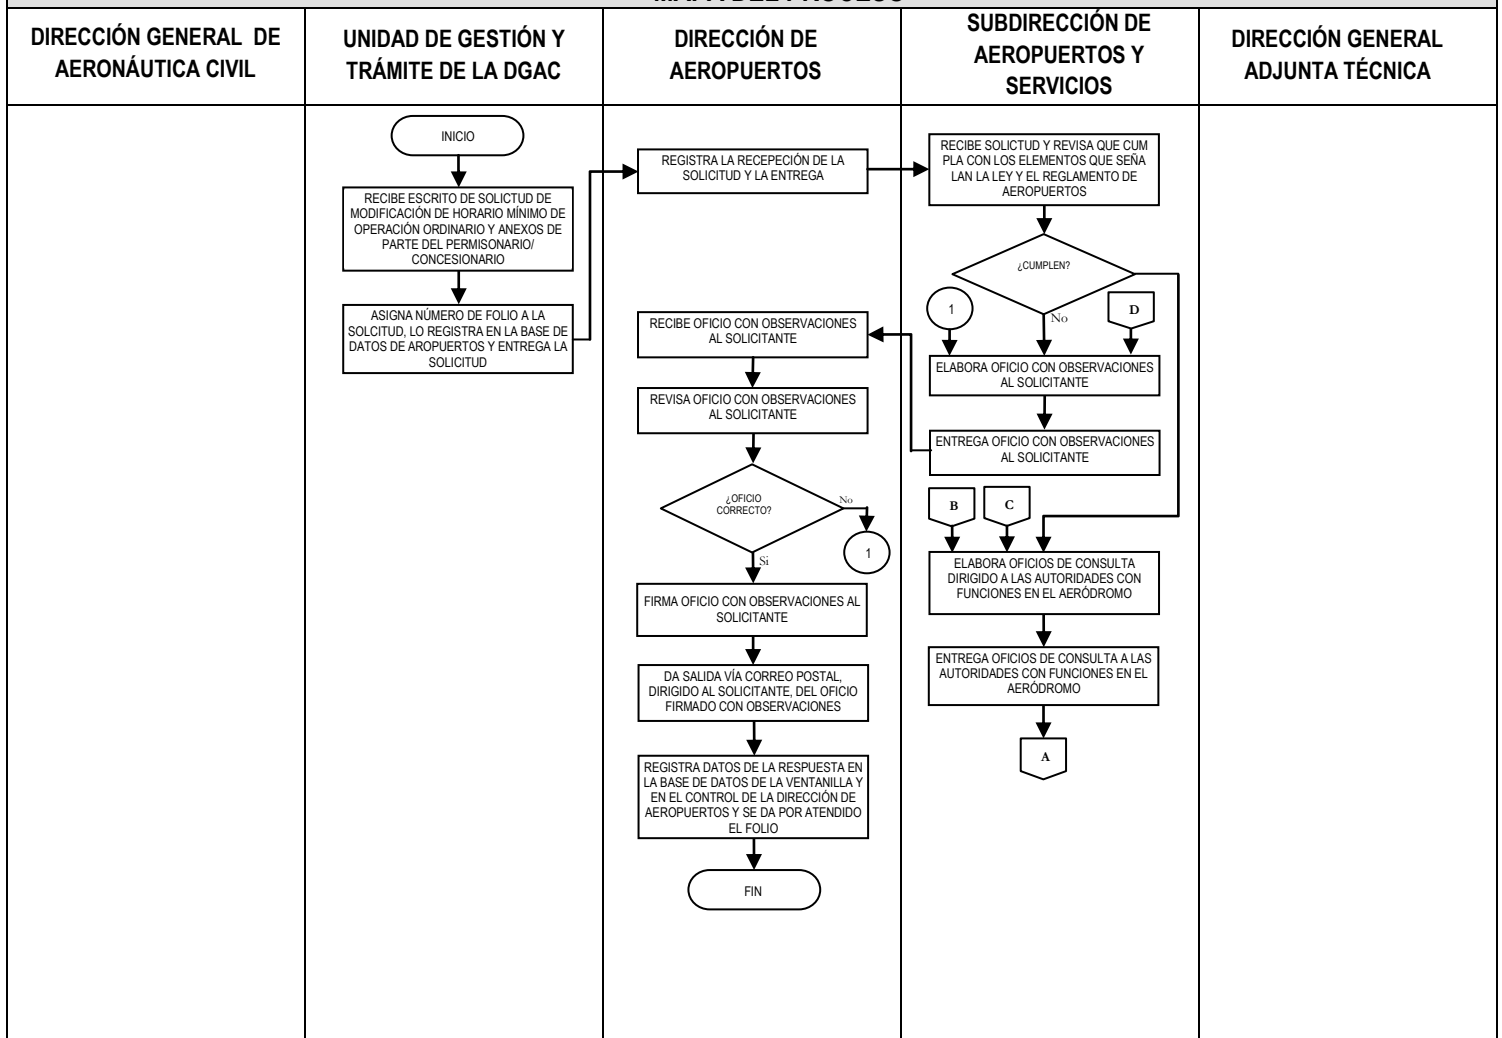 MAPA DEL PROCESO
DIRECCIÓN GENERAL DE
AERONÁUTICA CIVIL
UNIDAD DE GESTIÓN Y
TRÁMITE DE LA DGAC
DIRECCIÓN DE
AEROPUERTOS
SUBDIRECCIÓN DE
AEROPUERTOS Y
SERVICIOS
DIRECCIÓN GENERAL
ADJUNTA TÉCNICA
INICIO
RECIBE ESCRITO DE SOLICTUD DE
MODIFICACIÓN DE HORARIO MÍNIMO DE
OPERACIÓN ORDINARIO Y ANEXOS DE
PARTE DEL PERMISONARIO/
CONCESIONARIO
ASIGNA NÚMERO DE FOLIO A LA
SOLCITUD, LO REGISTRA EN LA BASE DE
DATOS DE AROPUERTOS Y ENTREGA LA
SOLICITUD
REGISTRA LA RECEPECIÓN DE LA
SOLICITUD Y LA ENTREGA
RECIBE SOLICTUD Y REVISA QUE CUM
PLA CON LOS ELEMENTOS QUE SEÑA
LAN LA LEY Y EL REGLAMENTO DE
AEROPUERTOS
¿CUMPLEN?
No
1
D
ELABORA OFICIO CON OBSERVACIONES
AL SOLICITANTE
ENTREGA OFICIO CON OBSERVACIONES
AL SOLICITANTE
RECIBE OFICIO CON OBSERVACIONES
AL SOLICITANTE
REVISA OFICIO CON OBSERVACIONES
AL SOLICITANTE
¿OFICIO
CORRECTO?
No
1
Si
FIRMA OFICIO CON OBSERVACIONES AL
SOLICITANTE
DA SALIDA VÍA CORREO POSTAL,
DIRIGIDO AL SOLICITANTE, DEL OFICIO
FIRMADO CON OBSERVACIONES
REGISTRA DATOS DE LA RESPUESTA EN
LA BASE DE DATOS DE LA VENTANILLA Y
EN EL CONTROL DE LA DIRECCIÓN DE
AEROPUERTOS Y SE DA POR ATENDIDO
EL FOLIO
FIN
B
C
ELABORA OFICIOS DE CONSULTA
DIRIGIDO A LAS AUTORIDADES CON
FUNCIONES EN EL AERÓDROMO
ENTREGA OFICIOS DE CONSULTA A LAS
AUTORIDADES CON FUNCIONES EN EL
AERÓDROMO
A